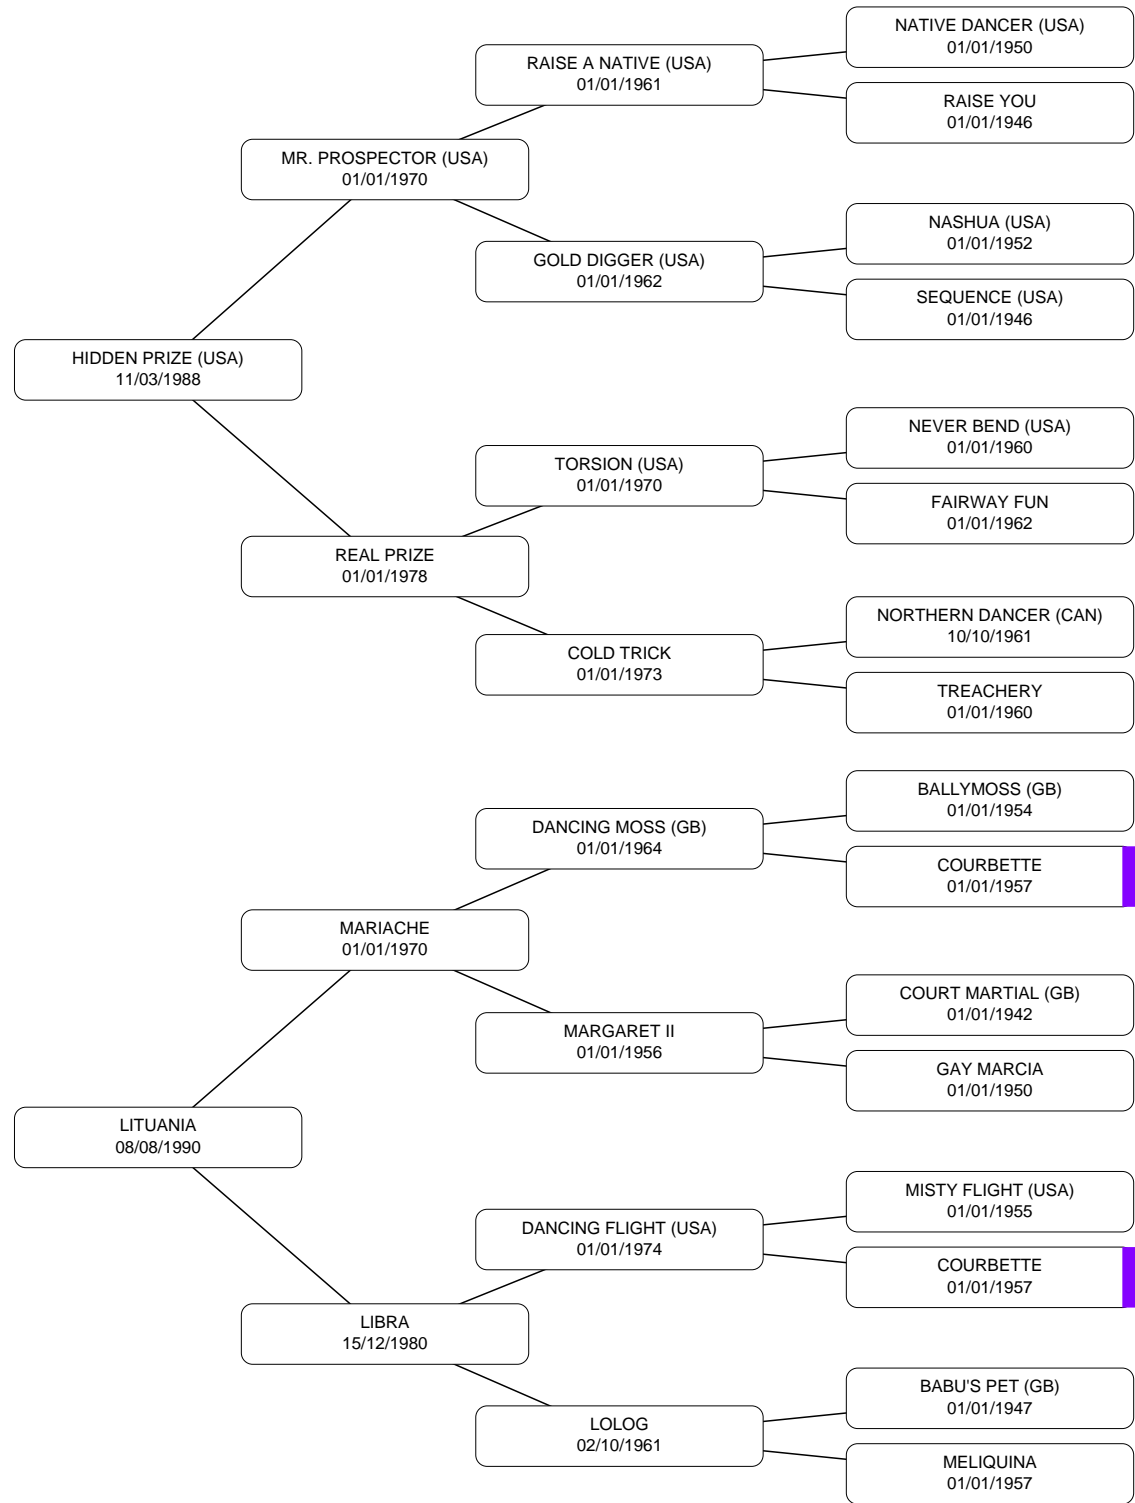 NATIVE DANCER (USA)
01/01/1950
RAISE A NATIVE (USA)
01/01/1961
RAISE YOU
01/01/1946
MR. PROSPECTOR (USA)
01/01/1970
NASHUA (USA)
01/01/1952
GOLD DIGGER (USA)
01/01/1962
SEQUENCE (USA)
01/01/1946
HIDDEN PRIZE (USA)
11/03/1988
NEVER BEND (USA)
01/01/1960
TORSION (USA)
01/01/1970
FAIRWAY FUN
01/01/1962
REAL PRIZE
01/01/1978
NORTHERN DANCER (CAN)
10/10/1961
COLD TRICK
01/01/1973
TREACHERY
01/01/1960
BALLYMOSS (GB)
01/01/1954
DANCING MOSS (GB)
01/01/1964
COURBETTE
01/01/1957
MARIACHE
01/01/1970
COURT MARTIAL (GB)
01/01/1942
MARGARET II
01/01/1956
GAY MARCIA
01/01/1950
LITUANIA
08/08/1990
MISTY FLIGHT (USA)
01/01/1955
DANCING FLIGHT (USA)
01/01/1974
COURBETTE
01/01/1957
LIBRA
15/12/1980
BABU'S PET (GB)
01/01/1947
LOLOG
02/10/1961
MELIQUINA
01/01/1957